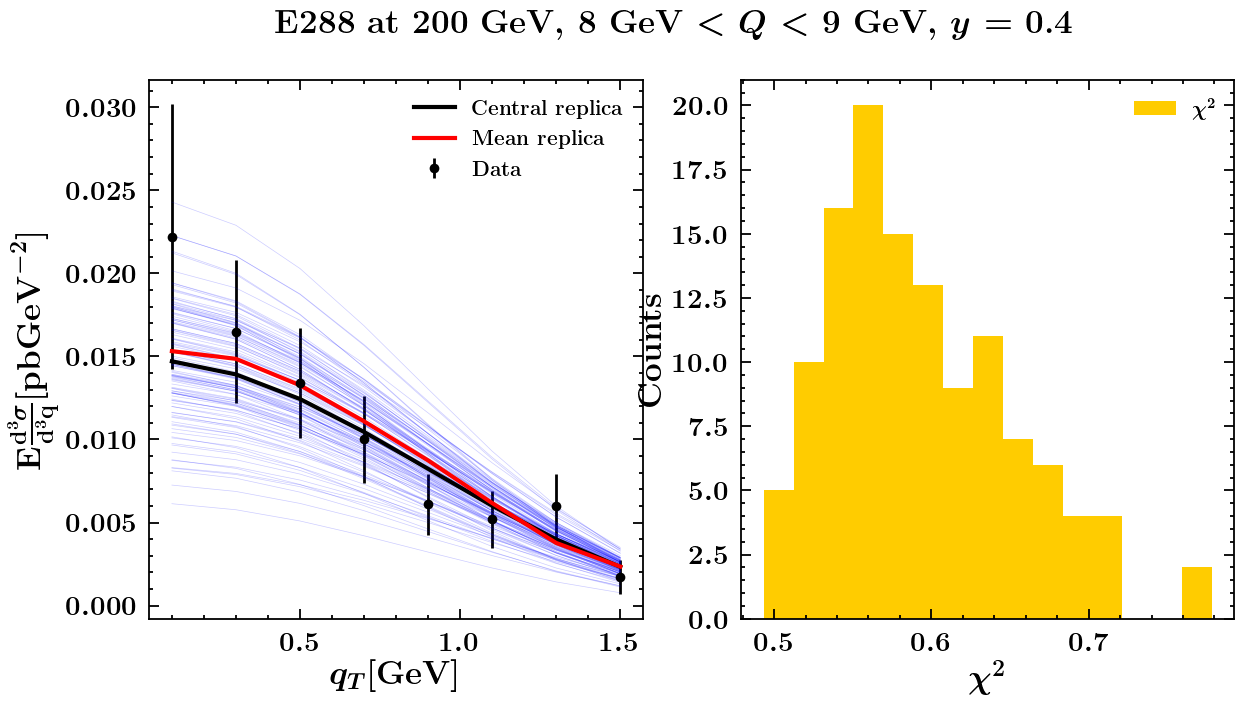 E288 at 200 GeV, 8 GeV < Q < 9 GeV, y = 0.4
0.030
0.025
0.020
0.015
0.010
0.005
0.000
E d³σ/d³q [pbGeV⁻²]
Central replica
Mean replica
Data
0.5 1.0 1.5
q_T[GeV]
20.0
17.5
15.0
12.5
10.0
7.5
5.0
2.5
0.0
Counts
χ²
0.5 0.6 0.7
χ²